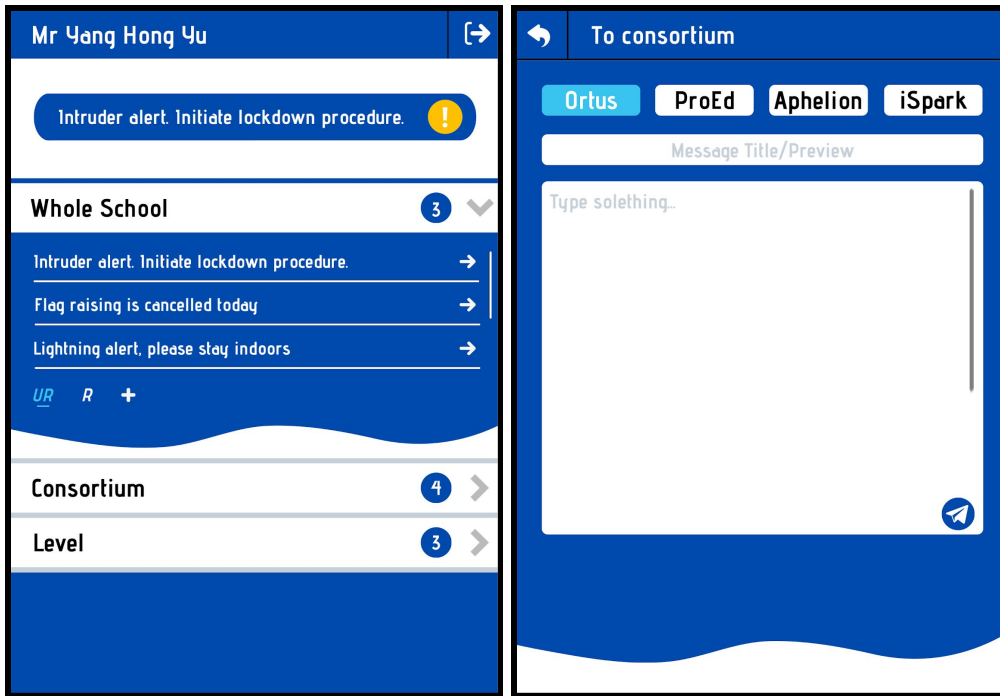 Mr Yang Hong Yu
Intruder alert. Initiate lockdown procedure. !
Whole School 3
Intruder alert. Initiate lockdown procedure.
Flag raising is cancelled today
Lightning alert, please stay indoors
UR R +
Consortium 4
Level 3
To consortium
Ortus ProEd Aphelion iSpark
Message Title/Preview
Type solething...